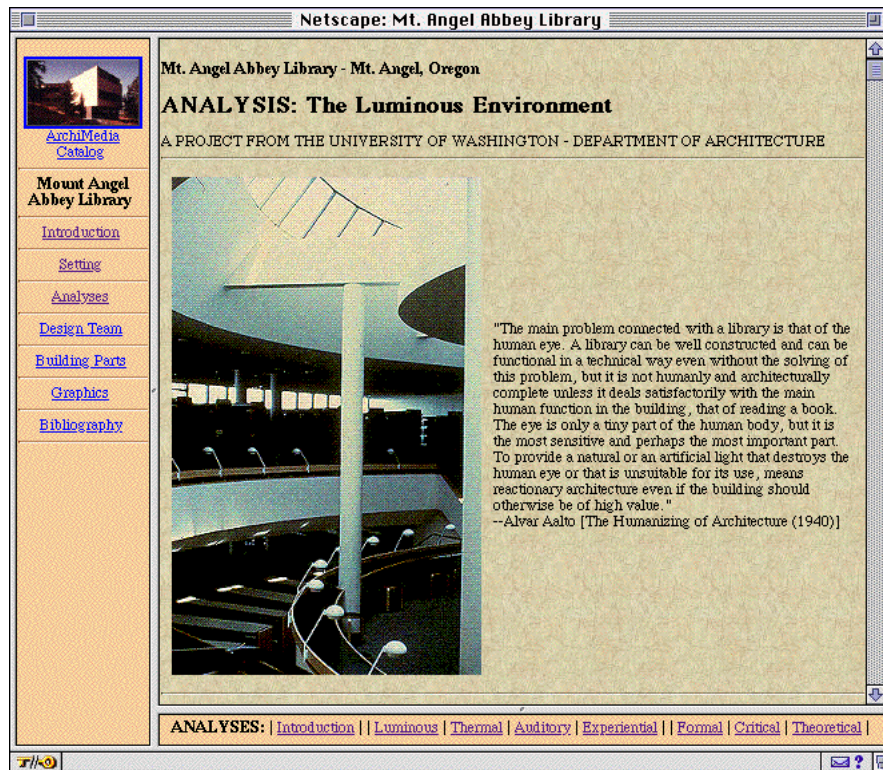 Netscape: Mt. Angel Abbey Library
ArchiMedia
Catalog
Mount Angel
Abbey Library
Introduction
Setting
Analyses
Design Team
Building Parts
Graphics
Bibliography
Mt. Angel Abbey Library - Mt. Angel, Oregon
ANALYSIS: The Luminous Environment
A PROJECT FROM THE UNIVERSITY OF WASHINGTON - DEPARTMENT OF ARCHITECTURE
"The main problem connected with a library is that of the
human eye. A library can be well constructed and can be
functional in a technical way even without the solving of
this problem, but it is not humanly and architecturally
complete unless it deals satisfactorily with the main
human function in the building, that of reading a book.
The eye is only a tiny part of the human body, but it is
the most sensitive and perhaps the most important part.
To provide a natural or an artificial light that destroys the
human eye or that is unsuitable for its use, means
reactionary architecture even if the building should
otherwise be of high value."
--Alvar Aalto [The Humanizing of Architecture (1940)]
ANALYSES: | Introduction | | Luminous | Thermal | Auditory | Experiential | | Formal | Critical | Theoretical |
?